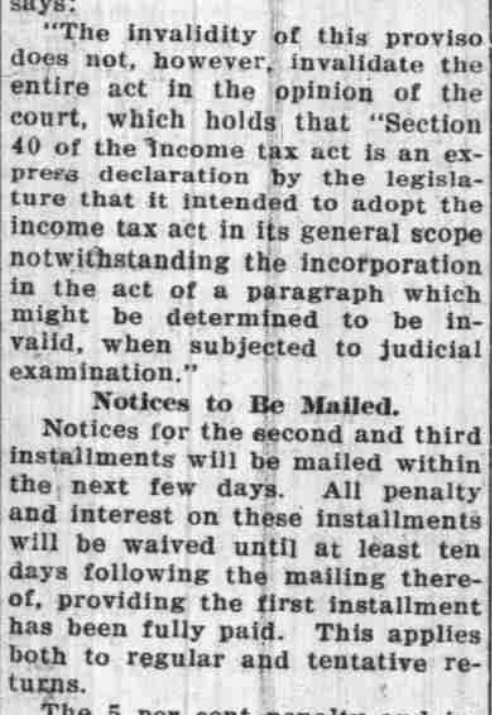 says:
"The invalidity of this proviso
does not, however, invalidate the
entire act in the opinion of the
court, which holds that "Section
40 of the income tax act is an ex-
press declaration by the legisla-
ture that it intended to adopt the
income tax act in its general scope
notwithstanding the incorporation
in the act of a paragraph which
might be determined to be in-
valid, when subjected to judicial
examination."
Notices to Be Mailed.
Notices for the second and third
installments will be mailed within
the next few days. All penalty
and interest on these installments
will be waived until at least ten
days following the mailing there-
of, providing the first installment
has been fully paid. This applies
both to regular and tentative re-
turns.
The 5 per cent penalty and